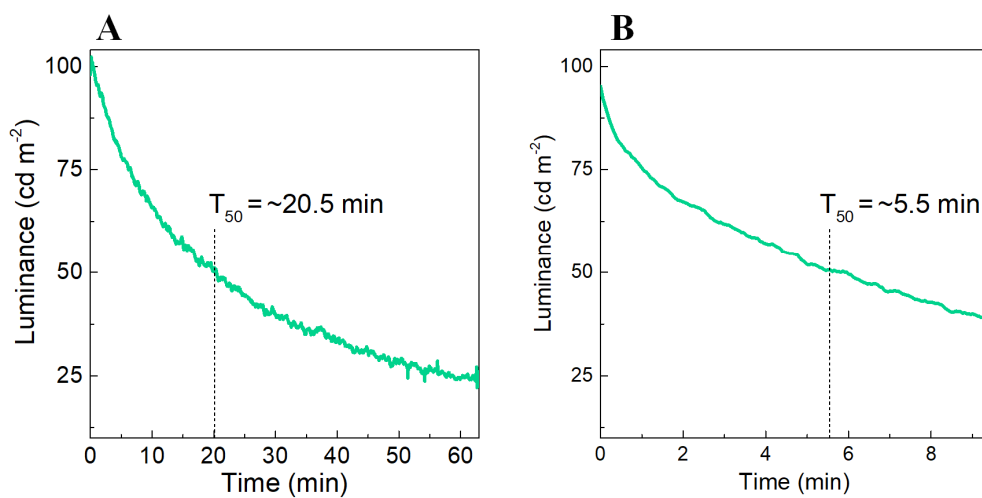 A
Luminance (cd m-2)
100
75
50
25
T50 = ~20.5 min
0 10 20 30 40 50 60
Time (min)
B
Luminance (cd m-2)
100
75
50
25
T50 = ~5.5 min
0 2 4 6 8
Time (min)